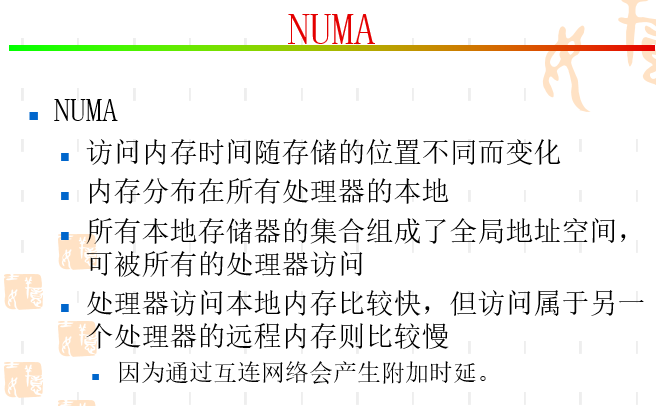 NUMA
NUMA
访问内存时间随存储的位置不同而变化
内存分布在所有处理器的本地
所有本地存储器的集合组成了全局地址空间，
可被所有的处理器访问
处理器访问本地内存比较快，但访问属于另一
个处理器的远程内存则比较慢
因为通过互连网络会产生附加时延。